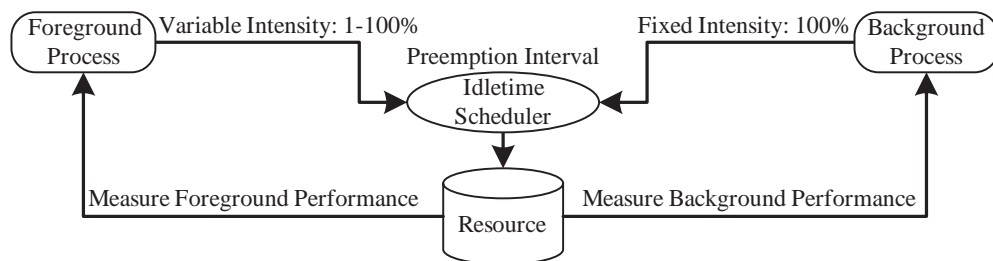 Foreground
Process
Variable Intensity: 1-100%
Preemption Interval
Idletime
Scheduler
Fixed Intensity: 100%
Background
Process
Measure Foreground Performance
Resource
Measure Background Performance